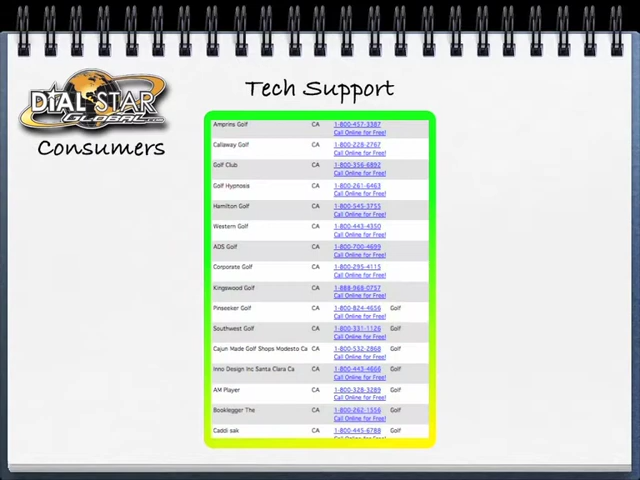 DIAL STAR
GLOBAL.COM
Consumers
Tech Support
Amprins Golf CA 1-800-457-3387
Call Online for Free!
Callaway Golf CA 1-800-228-2767
Call Online for Free!
Golf Club CA 1-800-356-6892
Call Online for Free!
Golf Hypnosis CA 1-800-261-6463
Call Online for Free!
Hamilton Golf CA 1-800-545-3755
Call Online for Free!
Western Golf CA 1-800-443-4350
Call Online for Free!
ADS Golf CA 1-800-700-4699
Call Online for Free!
Corporate Golf CA 1-800-295-4115
Call Online for Free!
Kingswood Golf CA 1-888-968-0757
Call Online for Free!
Pinseeker Golf CA 1-800-824-4656 Golf
Call Online for Free!
Southwest Golf CA 1-800-331-1126 Golf
Call Online for Free!
Cajun Made Golf Shops Modesto Ca CA 1-800-532-2868 Golf
Call Online for Free!
Inno Design Inc Santa Clara Ca CA 1-800-443-4666 Golf
Call Online for Free!
AM Player CA 1-800-328-3289 Golf
Call Online for Free!
Booklegger The CA 1-800-262-1556 Golf
Call Online for Free!
Caddi sak CA 1-800-445-6788 Golf
Call Online for Free!